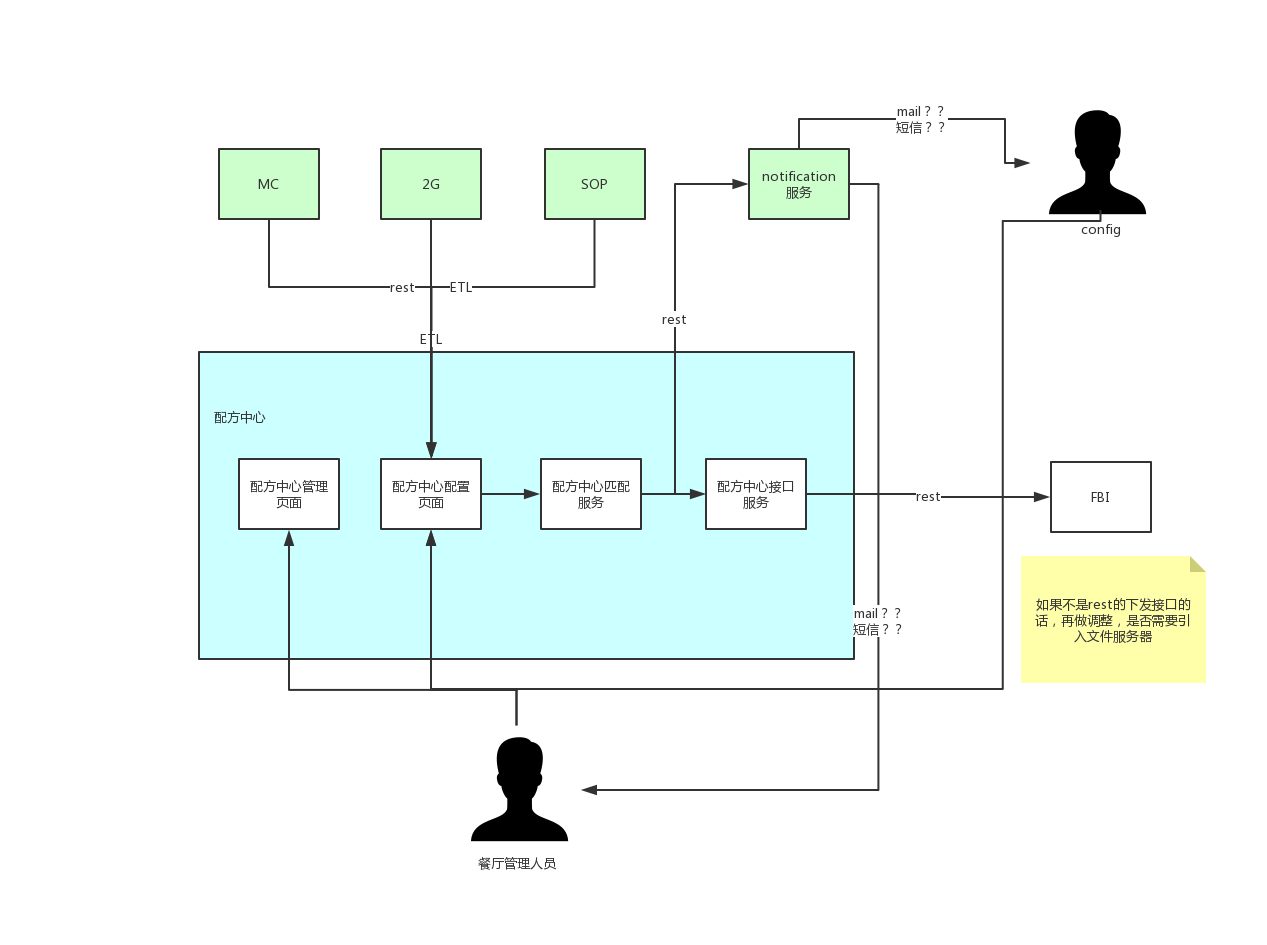 mail？？
短信？？
MC
2G
SOP
notification
服务
config
rest
ETL
rest
ETL
配方中心
配方中心管理
页面
配方中心配置
页面
配方中心匹配
服务
配方中心接口
服务
rest
FBI
如果不是rest的下发接口的
话，再做调整，是否需要引
入文件服务器
mail？？
短信？？
餐厅管理人员